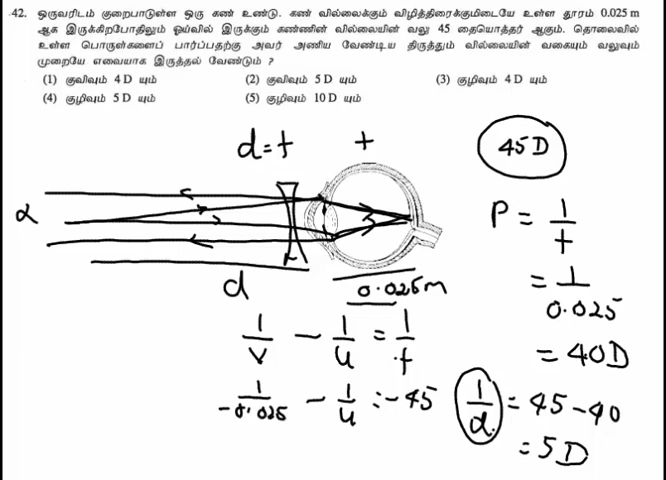 42. ஒருவரிடம் குறைபாடுள்ள ஒரு கண் உண்டு. கண் வில்லைக்கும் விழித்திரைக்குமிடையே உள்ள தூரம் 0.025 m
ஆக இருக்கிறபோதிலும் ஓய்வில் இருக்கும் கண்ணின் வில்லையின் வலு 45 தையொத்தர் ஆகும். தொலைவில்
உள்ள பொருள்களைப் பார்ப்பதற்கு அவர் அணிய வேண்டிய திருத்தும் வில்லையின் வகையும் வலுவும்
முறையே எவையாக இருத்தல் வேண்டும் ?
(1) குவிவும் 4 D யும் (2) குவிவும் 5 D யும் (3) குழிவும் 4 D யும்
(4) குழிவும் 5 D யும் (5) குழிவும் 10 D யும்
d = f +
45D
α
P = 1/f
d 0.025m
= 1/0.025
1/v - 1/u = 1/f
= 40D
1/-0.025 - 1/u = -45
1/d = 45 - 40
= 5D